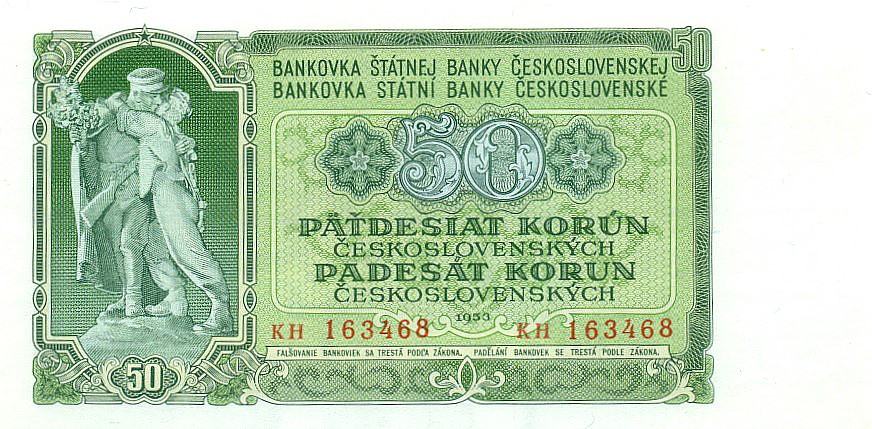 50
BANKOVKA ŠTÁTNEJ BANKY ČESKOSLOVENSKEJ
BANKOVKA STÁTNÍ BANKY ČESKOSLOVENSKÉ
50
PÄŤDESIAT KORÚN
ČESKOSLOVENSKÝCH
PADESÁT KORUN
ČESKOSLOVENSKÝCH
1953
KH 163468 KH 163468
FALŠOVANIE BANKOVIEK SA TRESTÁ PODĽA ZÁKONA. PADĚLÁNÍ BANKOVEK SE TRESTÁ PODLE ZÁKONA.
50